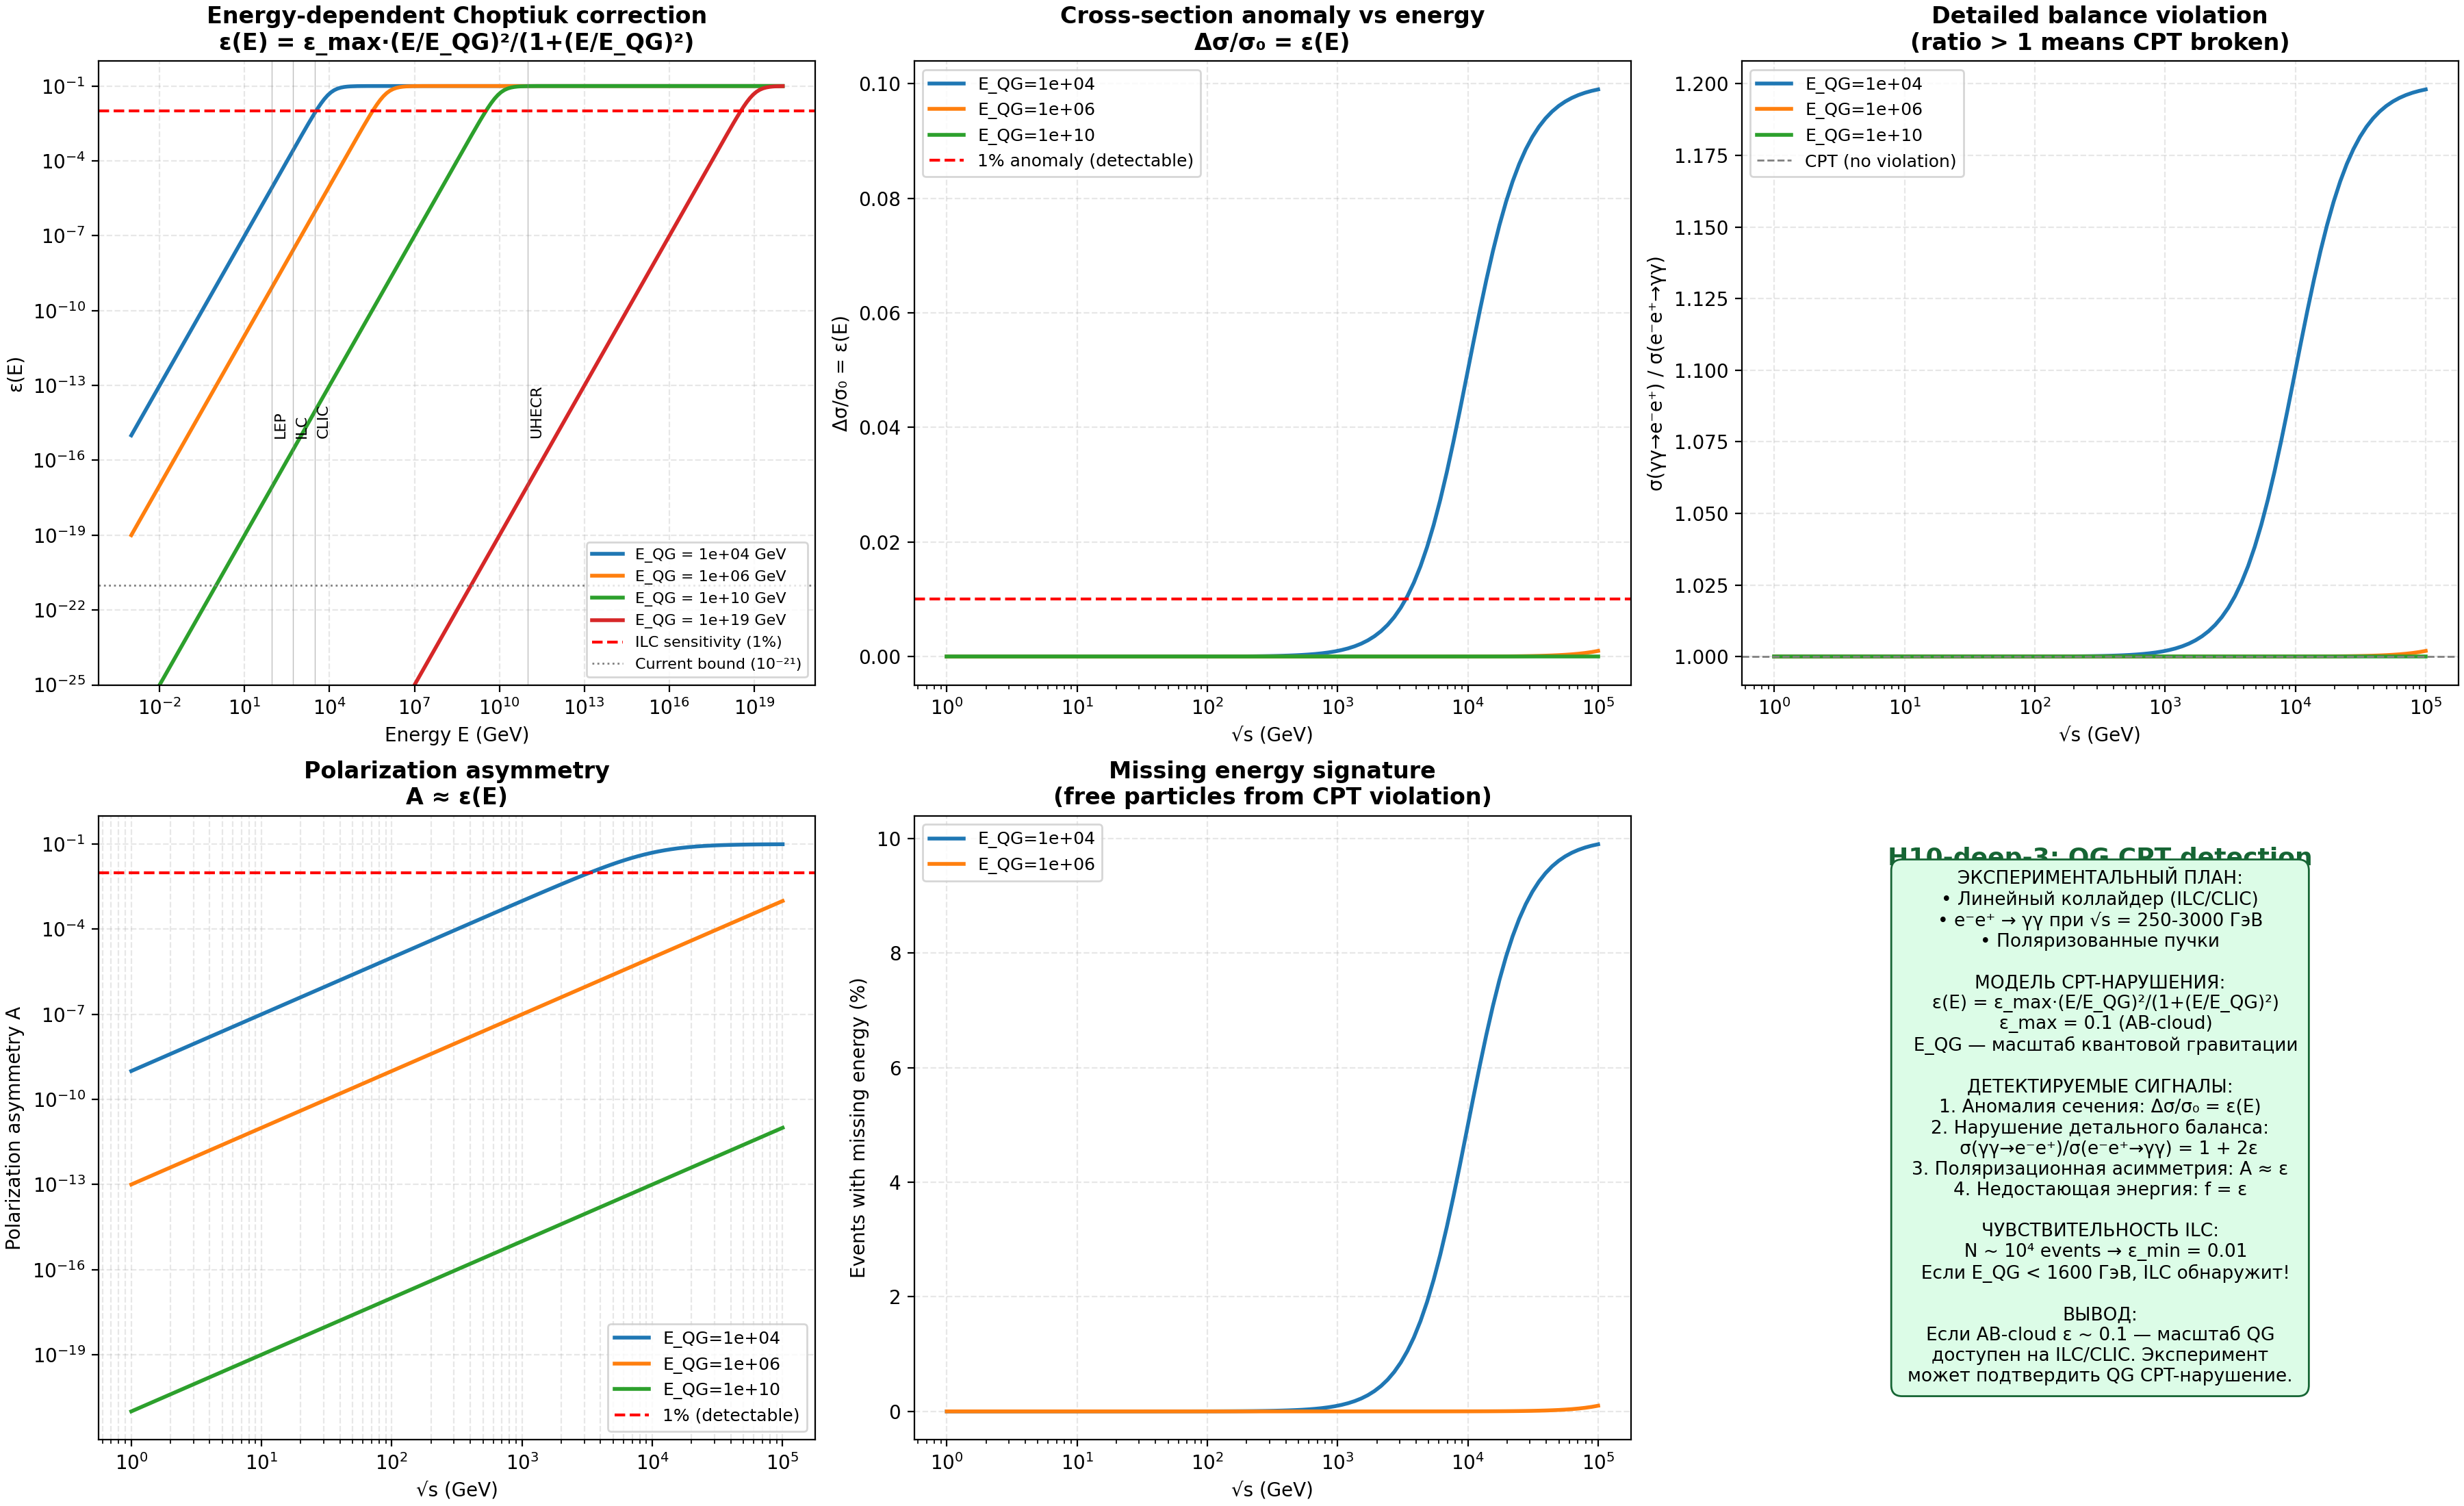 Energy-dependent Choptiuk correction
ε(E) = ε_max·(E/E_QG)²/(1+(E/E_QG)²)
ε(E)
10⁻¹
10⁻⁴
10⁻⁷
10⁻¹⁰
10⁻¹³
10⁻¹⁶
10⁻¹⁹
10⁻²²
10⁻²⁵
LEP
ILC
CLIC
UHECR
E_QG = 1e+04 GeV
E_QG = 1e+06 GeV
E_QG = 1e+10 GeV
E_QG = 1e+19 GeV
ILC sensitivity (1%)
Current bound (10⁻²¹)
10⁻² 10¹ 10⁴ 10⁷ 10¹⁰ 10¹³ 10¹⁶ 10¹⁹
Energy E (GeV)
Cross-section anomaly vs energy
Δσ/σ₀ = ε(E)
Δσ/σ₀ = ε(E)
0.10
0.08
0.06
0.04
0.02
0.00
E_QG=1e+04
E_QG=1e+06
E_QG=1e+10
1% anomaly (detectable)
10⁰ 10¹ 10² 10³ 10⁴ 10⁵
√s (GeV)
Detailed balance violation
(ratio > 1 means CPT broken)
σ(γγ→e⁻e⁺) / σ(e⁻e⁺→γγ)
1.200
1.175
1.150
1.125
1.100
1.075
1.050
1.025
1.000
E_QG=1e+04
E_QG=1e+06
E_QG=1e+10
CPT (no violation)
10⁰ 10¹ 10² 10³ 10⁴ 10⁵
√s (GeV)
Polarization asymmetry
A ≈ ε(E)
Polarization asymmetry A
10⁻¹
10⁻⁴
10⁻⁷
10⁻¹⁰
10⁻¹³
10⁻¹⁶
10⁻¹⁹
E_QG=1e+04
E_QG=1e+06
E_QG=1e+10
1% (detectable)
10⁰ 10¹ 10² 10³ 10⁴ 10⁵
√s (GeV)
Missing energy signature
(free particles from CPT violation)
Events with missing energy (%)
10
8
6
4
2
0
E_QG=1e+04
E_QG=1e+06
10⁰ 10¹ 10² 10³ 10⁴ 10⁵
√s (GeV)
H10-deep-3: QG CPT detection
ЭКСПЕРИМЕНТАЛЬНЫЙ ПЛАН:
• Линейный коллайдер (ILC/CLIC)
• e⁻e⁺ → γγ при √s = 250-3000 ГэВ
• Поляризованные пучки
МОДЕЛЬ CPT-НАРУШЕНИЯ:
ε(E) = ε_max·(E/E_QG)²/(1+(E/E_QG)²)
ε_max = 0.1 (AB-cloud)
E_QG — масштаб квантовой гравитации
ДЕТЕКТИРУЕМЫЕ СИГНАЛЫ:
1. Аномалия сечения: Δσ/σ₀ = ε(E)
2. Нарушение детального баланса:
σ(γγ→e⁻e⁺)/σ(e⁻e⁺→γγ) = 1 + 2ε
3. Поляризационная асимметрия: A ≈ ε
4. Недостающая энергия: f = ε
ЧУВСТВИТЕЛЬНОСТЬ ILC:
N ~ 10⁴ events → ε_min = 0.01
Если E_QG < 1600 ГэВ, ILC обнаружит!
ВЫВОД:
Если AB-cloud ε ~ 0.1 — масштаб QG
доступен на ILC/CLIC. Эксперимент
может подтвердить QG CPT-нарушение.